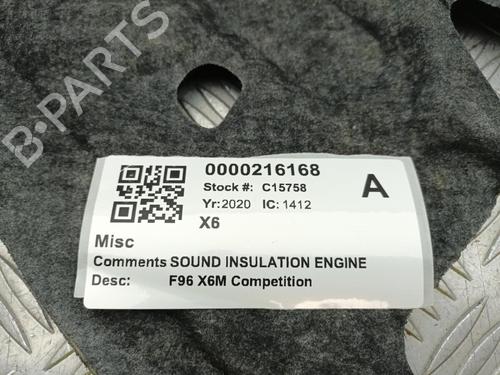 B-PARTS
0000216168
Stock #: C15758
A
Yr:2020 IC: 1412
X6
Misc
Comments SOUND INSULATION ENGINE
Desc: F96 X6M Competition